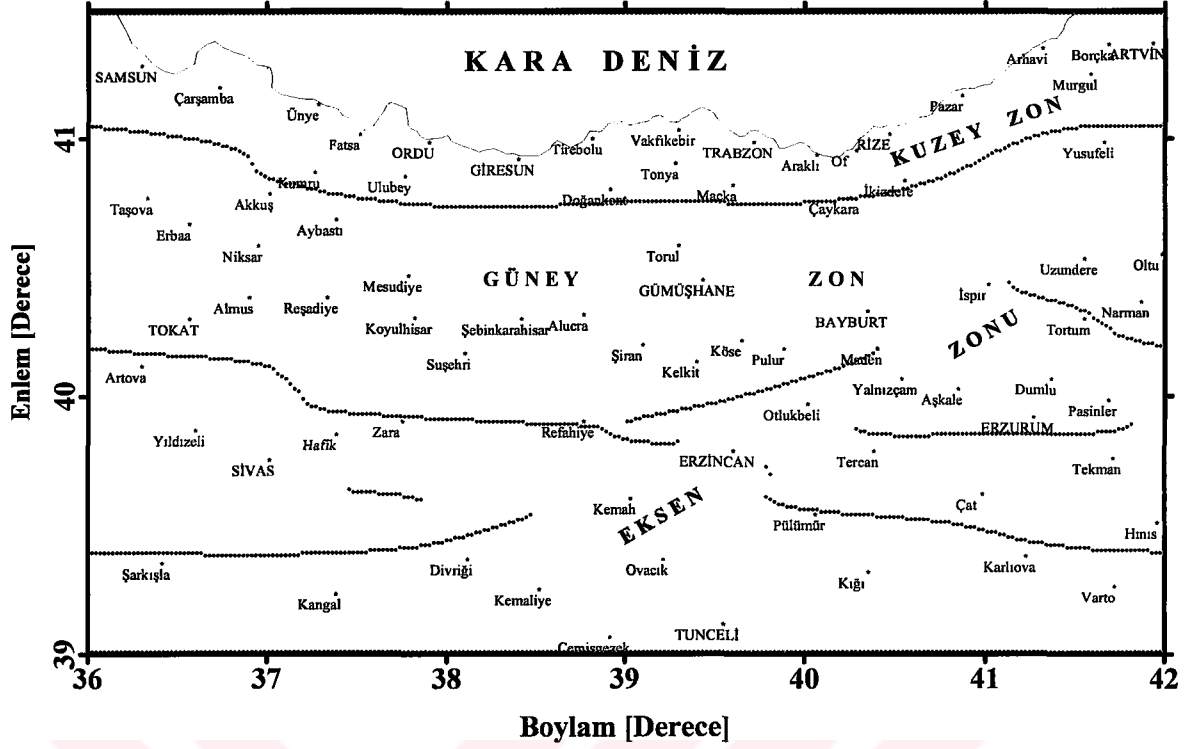 KARA DENİZ
SAMSUN
Çarşamba
Ünye
Fatsa
ORDU
GİRESUN
Tirebolu
Vakfıkebir
TRABZON
Araklı
Of
RİZE
Pazar
Arhavi
Borçka
ARTVİN
Murgul
KUZEY ZON
Yusufeli
41
Kumru
Ulubey
Tonya
Doğankent
Maçka
Çaykara
İkizdere
Taşova
Akkuş
Erbaa
Aybastı
Niksar
Torul
Uzundere
Oltu
Mesudiye
GÜNEY ZON
GÜMÜŞHANE
İspir
Almus
Reşadiye
Narman
TOKAT
Koyulhisar
Şebinkarahisar
Alucra
BAYBURT
ZONU
Tortum
Suşehri
Şiran
Kelkit
Köse
Pulur
Maden
Artova
40
Yalnızçam
Aşkale
Dumlu
Otlukbeli
Pasinler
Yıldızeli
Hafik
Zara
Refahiye
ERZURUM
SİVAS
ERZİNCAN
Tercan
Tekman
Kemah
EKSEN
Pülümür
Çat
Hınıs
Şarkışla
Divriği
Ovacık
Kığı
Karlıova
Kangal
Kemaliye
Varto
TUNCELİ
Çemişgezek
39
36 37 38 39 40 41 42
Enlem [Derece]
Boylam [Derece]